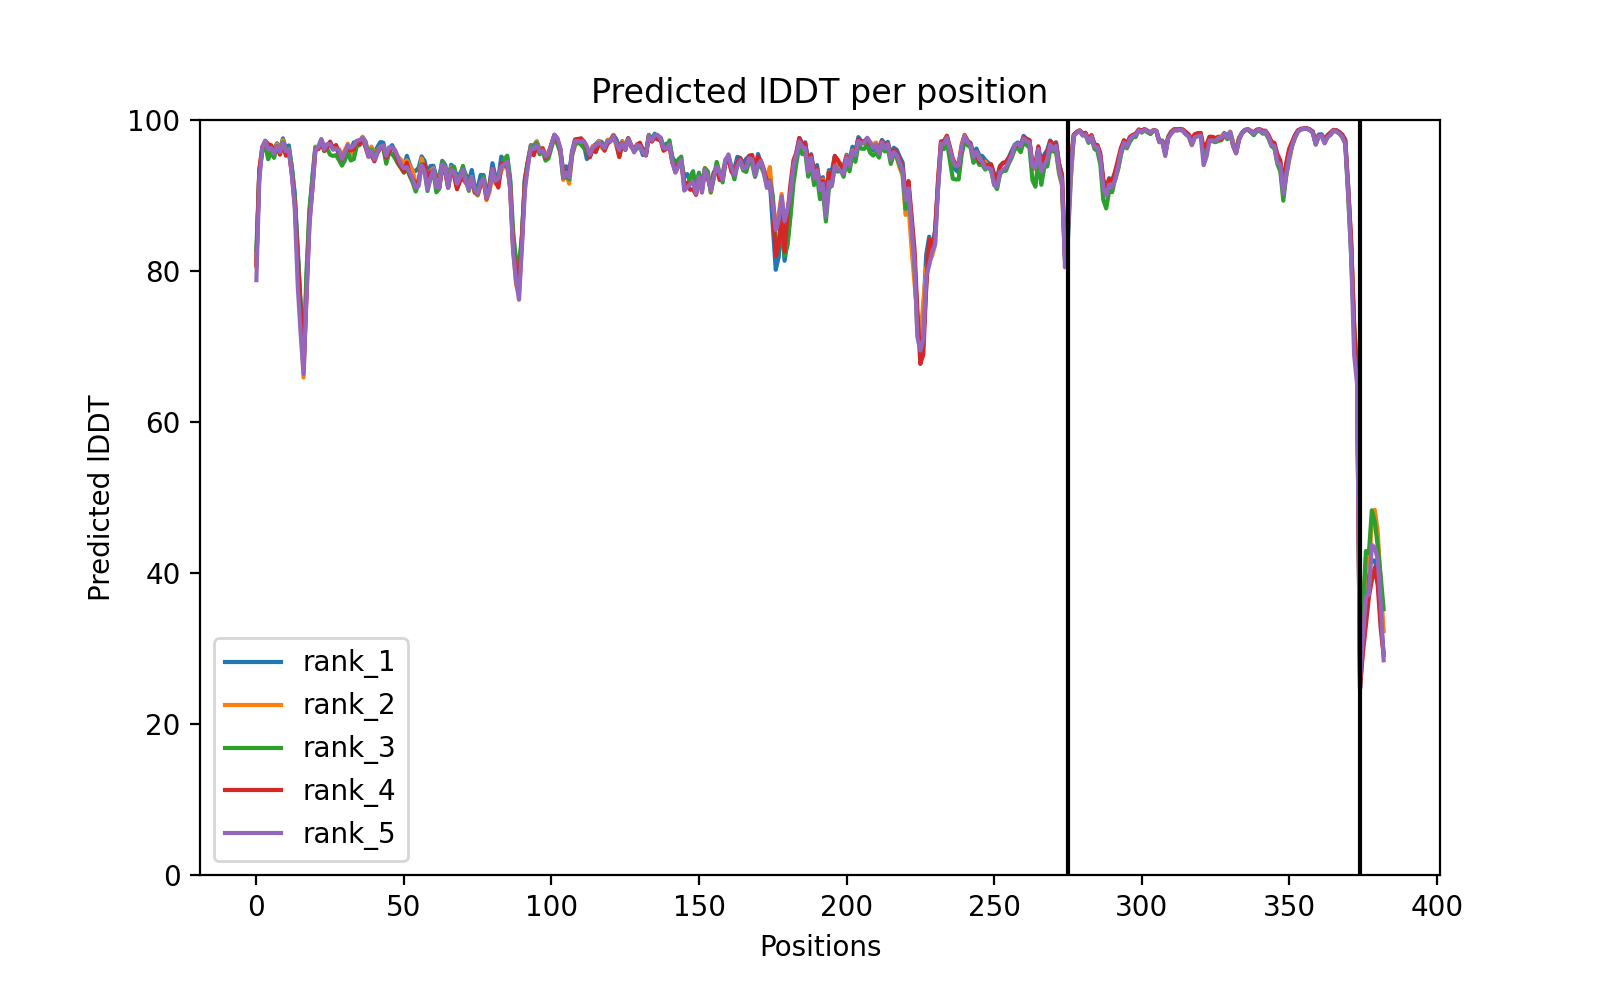 Predicted lDDT per position
100
80
60
40
20
0
Predicted lDDT
rank_1
rank_2
rank_3
rank_4
rank_5
0 50 100 150 200 250 300 350 400
Positions